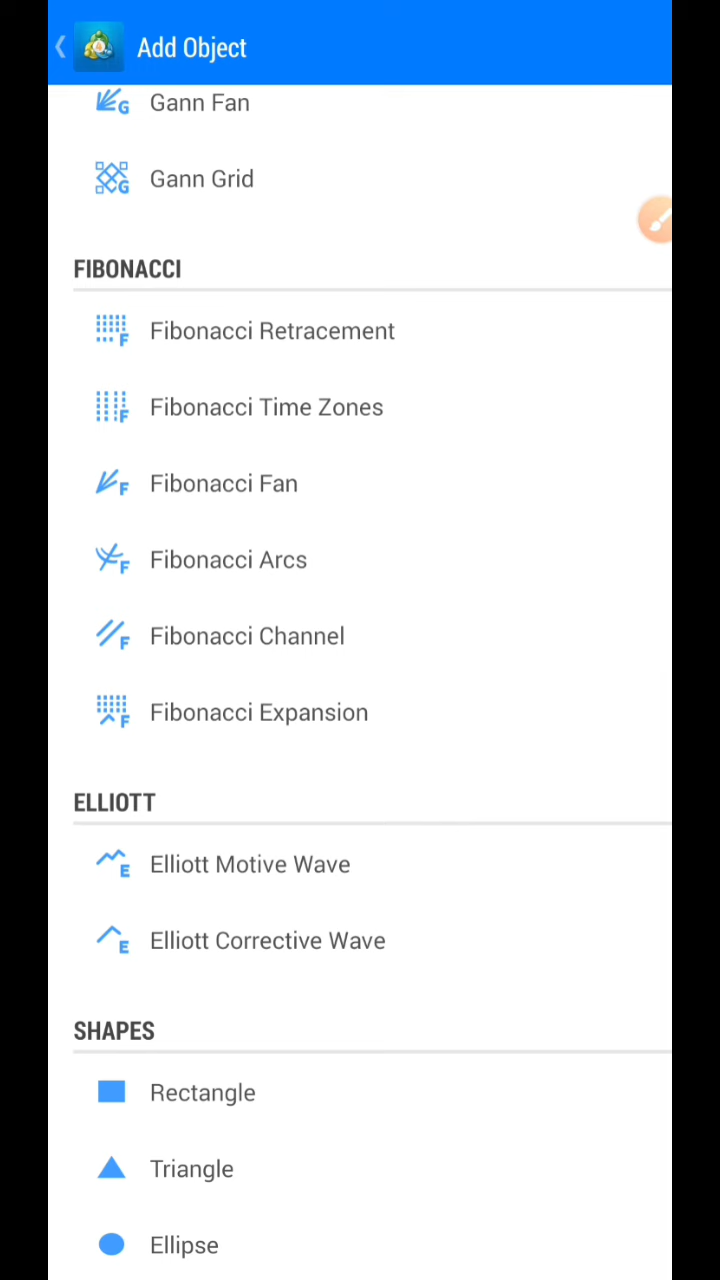 Add Object
Gann Fan
Gann Grid
FIBONACCI
Fibonacci Retracement
Fibonacci Time Zones
Fibonacci Fan
Fibonacci Arcs
Fibonacci Channel
Fibonacci Expansion
ELLIOTT
Elliott Motive Wave
Elliott Corrective Wave
SHAPES
Rectangle
Triangle
Ellipse